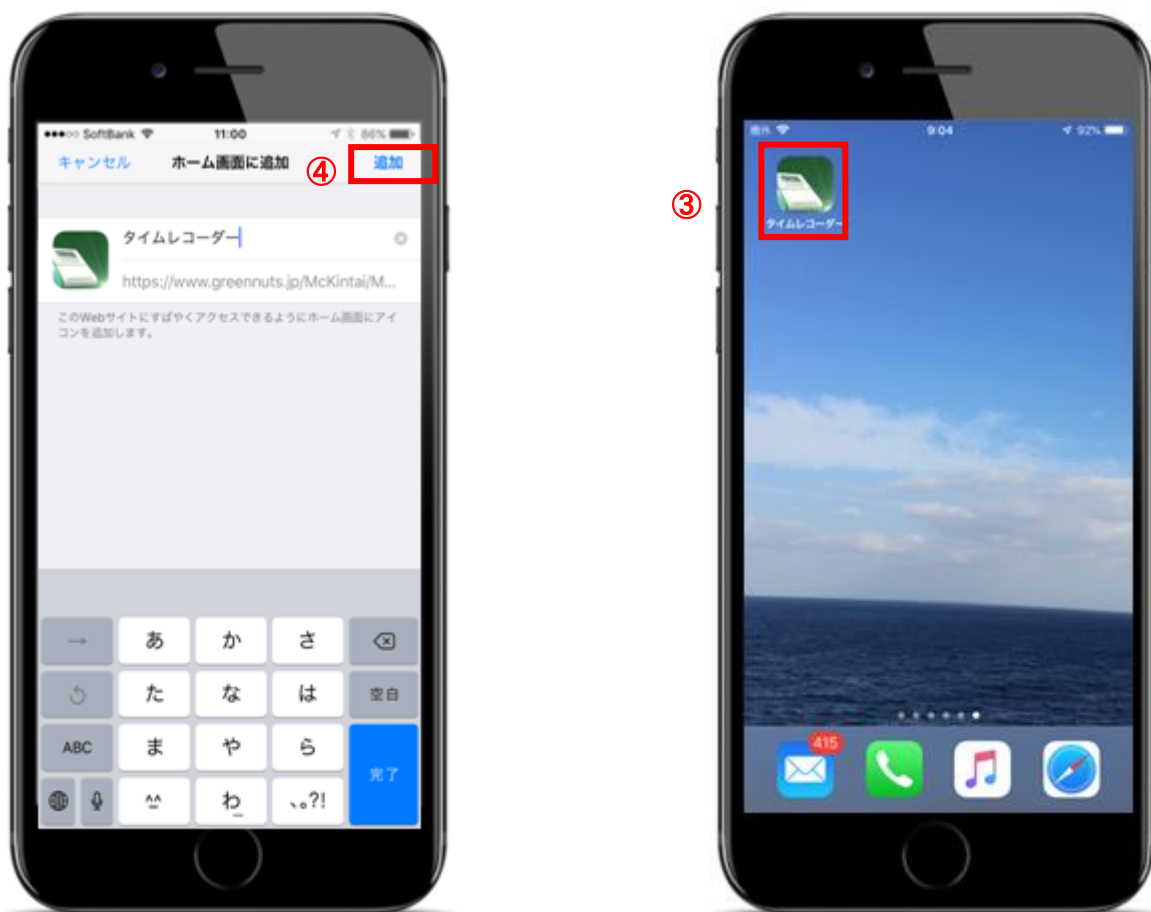 ●●●○○ SoftBank 11:00 86%
キャンセル ホーム画面に追加 ④ 追加
タイムレコーダー
https://www.greennuts.jp/McKintai/M...
このWebサイトにすばやくアクセスできるようにホーム画面にアイ
コンを追加します。
→ あ か さ
た な は 空白
ABC ま や ら 完了
^^ わ_ 、。?!
圏外 9:04 92%
③
タイムレコーダー
415